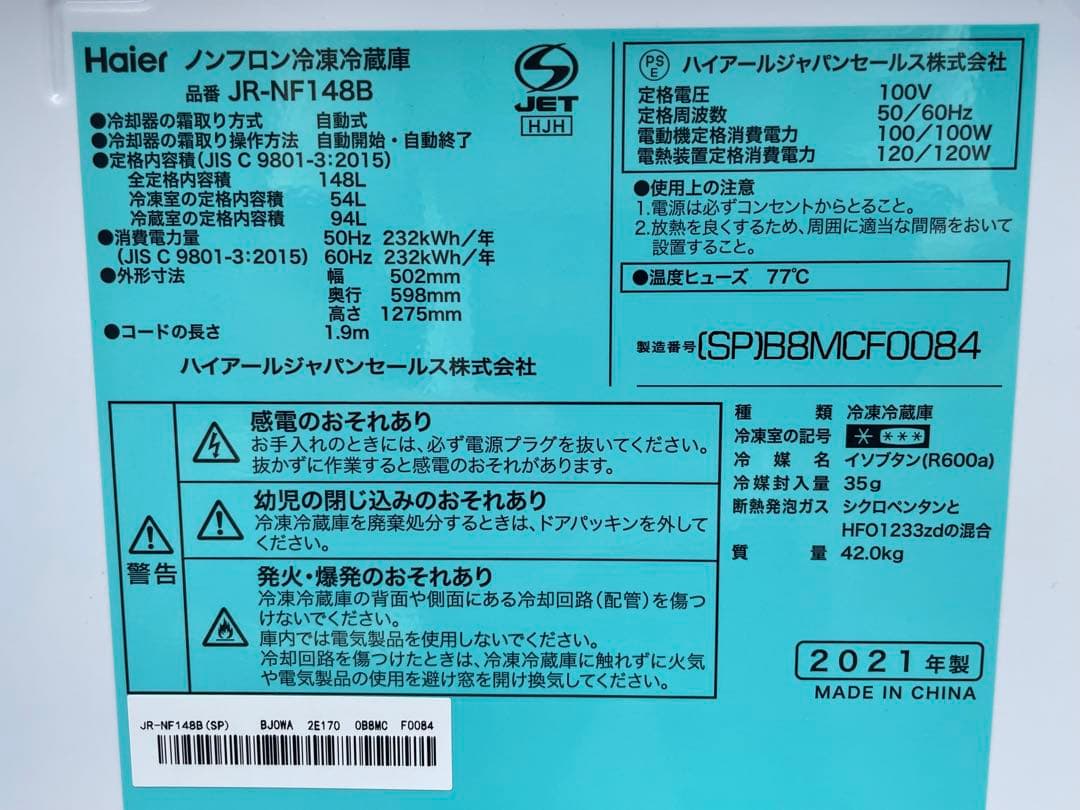 Haier ノンフロン冷凍冷蔵庫
品番 JR-NF148B
●冷却器の霜取り方式 自動式
●冷却器の霜取り操作方法 自動開始・自動終了
●定格内容積(JIS C 9801-3:2015)
全定格内容積 148L
冷凍室の定格内容積 54L
冷蔵室の定格内容積 94L
●消費電力量 50Hz 232kWh/年
(JIS C 9801-3:2015) 60Hz 232kWh/年
●外形寸法 幅 502mm
奥行 598mm
高さ 1275mm
●コードの長さ 1.9m
ハイアールジャパンセールス株式会社
JET
HJH
PS
E
ハイアールジャパンセールス株式会社
定格電圧 100V
定格周波数 50/60Hz
電動機定格消費電力 100/100W
電熱装置定格消費電力 120/120W
●使用上の注意
1.電源は必ずコンセントからとること。
2.放熱を良くするため、周囲に適当な間隔をおいて
設置すること。
●温度ヒューズ 77℃
製造番号(SP)B8MCF0084
警告
感電のおそれあり
お手入れのときには、必ず電源プラグを抜いてください。
抜かずに作業すると感電のおそれがあります。
幼児の閉じ込みのおそれあり
冷凍冷蔵庫を廃棄処分するときは、ドアパッキンを外して
ください。
発火・爆発のおそれあり
冷凍冷蔵庫の背面や側面にある冷却回路(配管)を傷つ
けないでください。
庫内では電気製品を使用しないでください。
冷却回路を傷つけたときは、冷凍冷蔵庫に触れずに火気
や電気製品の使用を避け窓を開け換気してください。
種類 冷凍冷蔵庫
冷凍室の記号
冷媒名 イソブタン(R600a)
冷媒封入量 35g
断熱発泡ガス シクロペンタンと
HFO1233zdの混合
質量 42.0kg
2021年製
MADE IN CHINA
JR-NF148B(SP) BJ0WA 2E170 0B8MC F0084